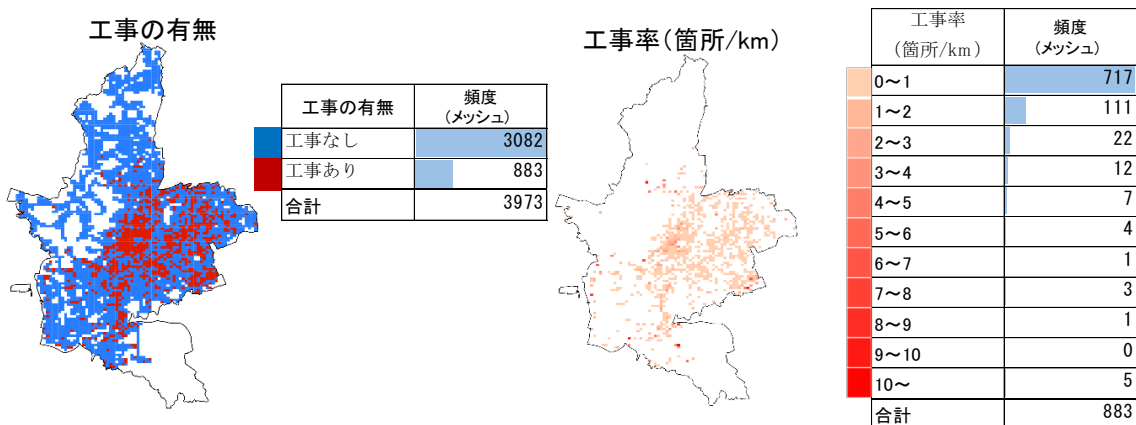 工事の有無
工事の有無 頻度
(メッシュ)
工事なし 3082
工事あり 883
合計 3973
工事率(箇所/km)
工事率
(箇所/km) 頻度
(メッシュ)
0～1 717
1～2 111
2～3 22
3～4 12
4～5 7
5～6 4
6～7 1
7～8 3
8～9 1
9～10 0
10～ 5
合計 883